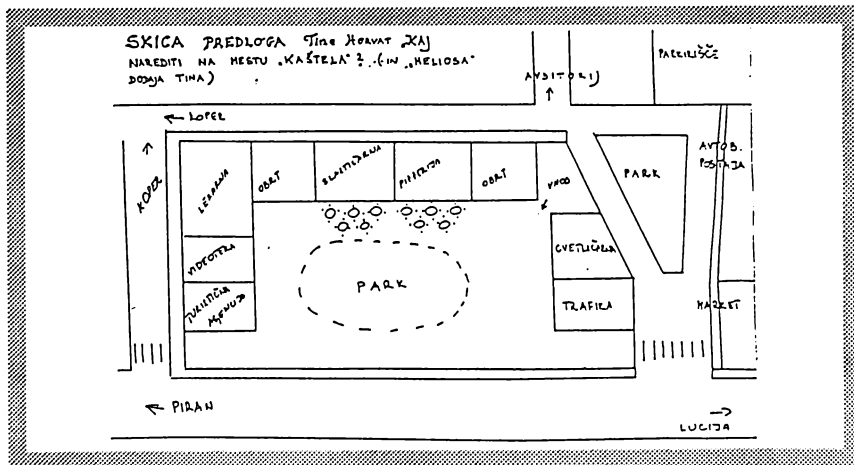 SKICA PREDLOGA TINE HORVAT „KAJ
NAREDITI NA MESTU „KAŠTELA"? (IN „HELIOSA"
DODAJA TINA)
AVDITORIJ
PARKIRIŠČE
← KOPER
KOPER
LEKARNA
OBRT
SLAŠČIČARNA
PIZZERIJA
OBRT
VHOD
PARK
AVTOB.
POSTAJA
VIDEOTEKA
TURISTIČNA
AGENCIJA
PARK
CVETLIČARNA
TRAFIKA
MARKET
← PIRAN
→
LUCIJA